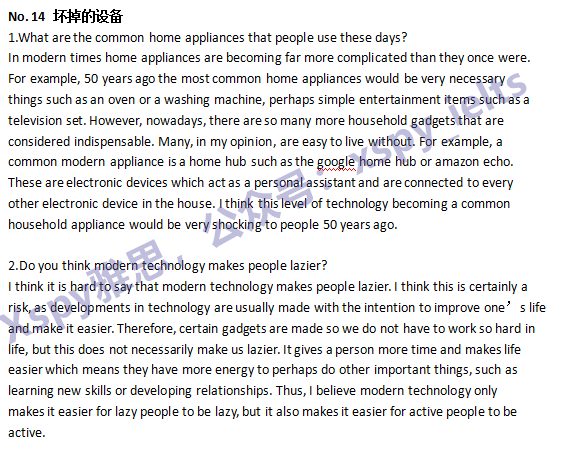 No. 14 坏掉的设备
1.What are the common home appliances that people use these days?
In modern times home appliances are becoming far more complicated than they once were.
For example, 50 years ago the most common home appliances would be very necessary
things such as an oven or a washing machine, perhaps simple entertainment items such as a
television set. However, nowadays, there are so many more household gadgets that are
considered indispensable. Many, in my opinion, are easy to live without. For example, a
common modern appliance is a home hub such as the google home hub or amazon echo.
These are electronic devices which act as a personal assistant and are connected to every
other electronic device in the house. I think this level of technology becoming a common
household appliance would be very shocking to people 50 years ago.
2.Do you think modern technology makes people lazier?
I think it is hard to say that modern technology makes people lazier. I think this is certainly a
risk, as developments in technology are usually made with the intention to improve one’s life
and make it easier. Therefore, certain gadgets are made so we do not have to work so hard in
life, but this does not necessarily make us lazier. It gives a person more time and makes life
easier which means they have more energy to perhaps do other important things, such as
learning new skills or developing relationships. Thus, I believe modern technology only
makes it easier for lazy people to be lazy, but it also makes it easier for active people to be
active.
Xspy雅思，公众号：xspy_ielts